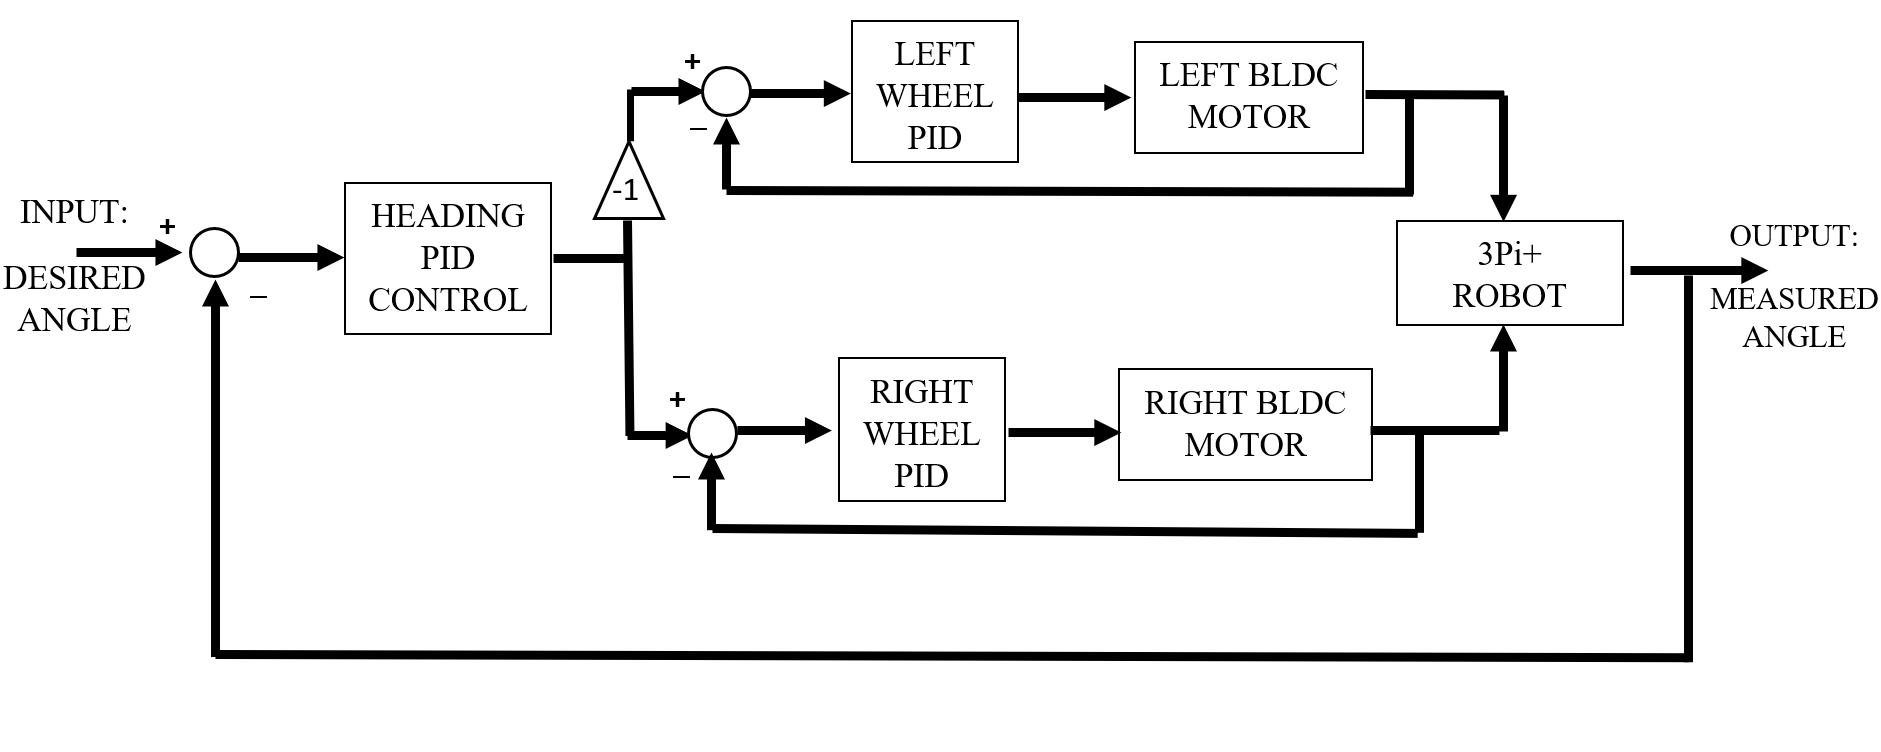 INPUT:
+
DESIRED
ANGLE
–
HEADING
PID
CONTROL
-1
+
–
LEFT
WHEEL
PID
LEFT BLDC
MOTOR
+
–
RIGHT
WHEEL
PID
RIGHT BLDC
MOTOR
3Pi+
ROBOT
OUTPUT:
MEASURED
ANGLE